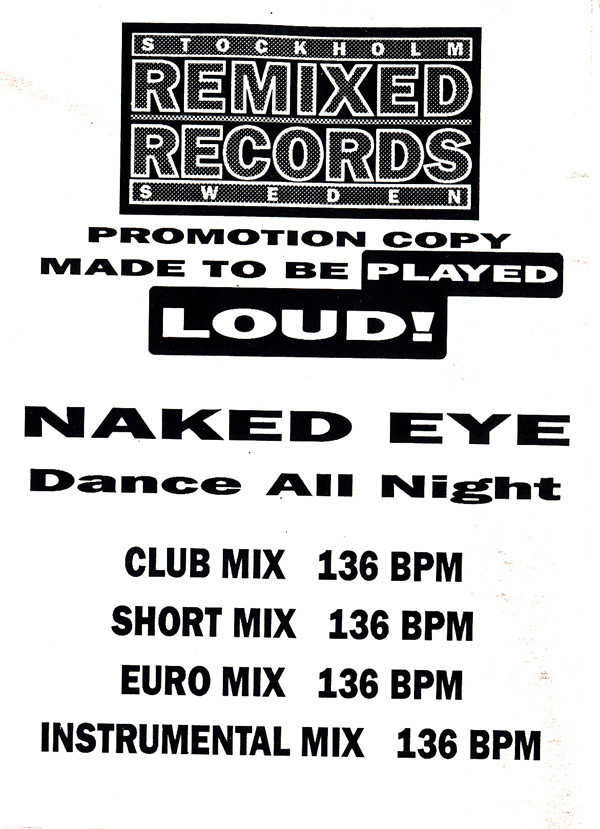 STOCKHOLM
REMIXED
RECORDS
SWEDEN
PROMOTION COPY
MADE TO BE PLAYED
LOUD!
NAKED EYE
Dance All Night
CLUB MIX 136 BPM
SHORT MIX 136 BPM
EURO MIX 136 BPM
INSTRUMENTAL MIX 136 BPM